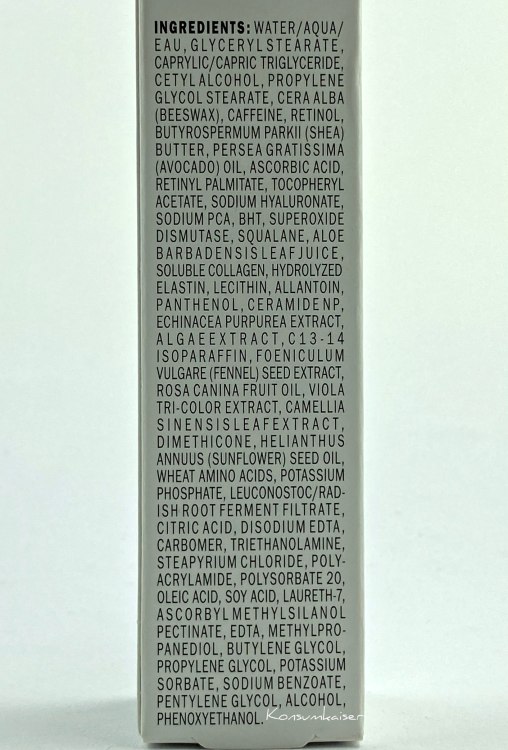 INGREDIENTS: WATER/AQUA/
EAU, GLYCERYL STEARATE,
CAPRYLIC/CAPRIC TRIGLYCERIDE,
CETYL ALCOHOL, PROPYLENE
GLYCOL STEARATE, CERA ALBA
(BEESWAX), CAFFEINE, RETINOL,
BUTYROSPERMUM PARKII (SHEA)
BUTTER, PERSEA GRATISSIMA
(AVOCADO) OIL, ASCORBIC ACID,
RETINYL PALMITATE, TOCOPHERYL
ACETATE, SODIUM HYALURONATE,
SODIUM PCA, BHT, SUPEROXIDE
DISMUTASE, SQUALANE, ALOE
BARBADENSIS LEAF JUICE,
SOLUBLE COLLAGEN, HYDROLYZED
ELASTIN, LECITHIN, ALLANTOIN,
PANTHENOL, CERAMIDE NP,
ECHINACEA PURPUREA EXTRACT,
ALGAE EXTRACT, C13-14
ISOPARAFFIN, FOENICULUM
VULGARE (FENNEL) SEED EXTRACT,
ROSA CANINA FRUIT OIL, VIOLA
TRI-COLOR EXTRACT, CAMELLIA
SINENSIS LEAF EXTRACT,
DIMETHICONE, HELIANTHUS
ANNUUS (SUNFLOWER) SEED OIL,
WHEAT AMINO ACIDS, POTASSIUM
PHOSPHATE, LEUCONOSTOC/RAD-
ISH ROOT FERMENT FILTRATE,
CITRIC ACID, DISODIUM EDTA,
CARBOMER, TRIETHANOLAMINE,
STEAPYRIUM CHLORIDE, POLY-
ACRYLAMIDE, POLYSORBATE 20,
OLEIC ACID, SOY ACID, LAURETH-7,
ASCORBYL METHYLSILANOL
PECTINATE, EDTA, METHYLPRO-
PANEDIOL, BUTYLENE GLYCOL,
PROPYLENE GLYCOL, POTASSIUM
SORBATE, SODIUM BENZOATE,
PENTYLENE GLYCOL, ALCOHOL,
PHENOXYETHANOL.
Konsumkaiser